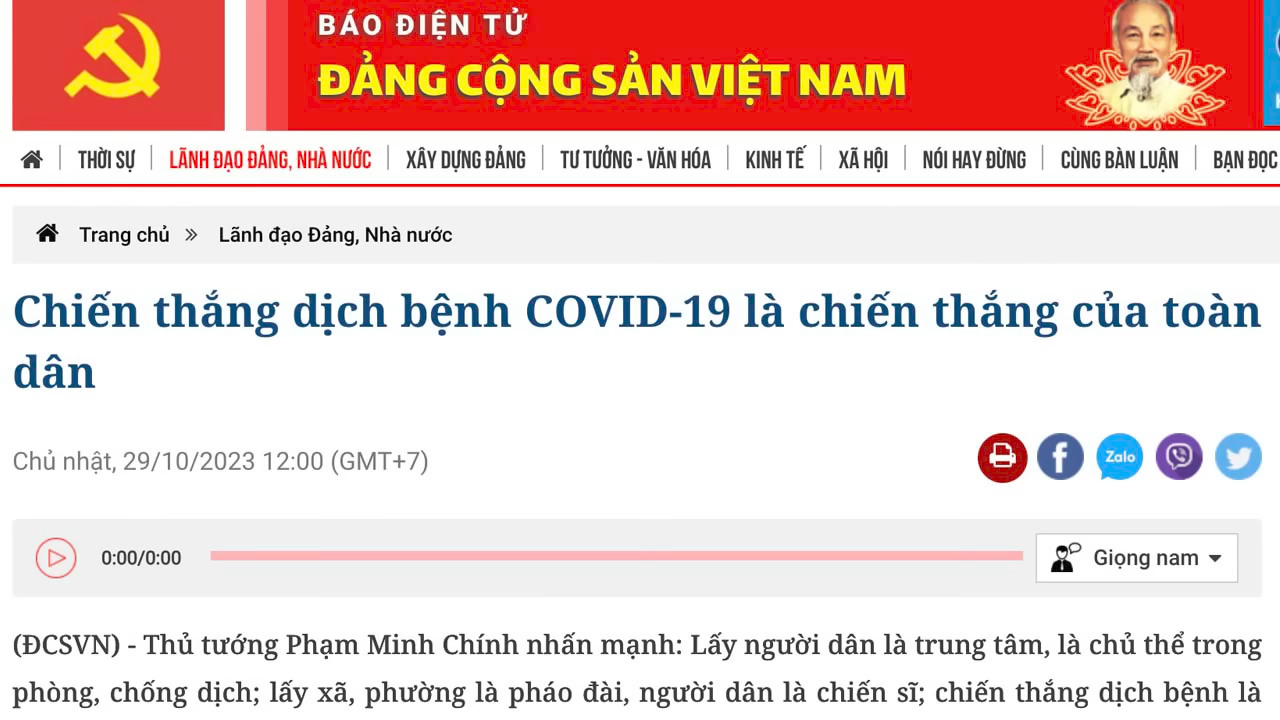 BÁO ĐIỆN TỬ
ĐẢNG CỘNG SẢN VIỆT NAM
THỜI SỰ LÃNH ĐẠO ĐẢNG, NHÀ NƯỚC XÂY DỰNG ĐẢNG TƯ TƯỞNG - VĂN HÓA KINH TẾ XÃ HỘI NÓI HAY ĐỪNG CÙNG BÀN LUẬN BẠN ĐỌC
Trang chủ » Lãnh đạo Đảng, Nhà nước
Chiến thắng dịch bệnh COVID-19 là chiến thắng của toàn
dân
Chủ nhật, 29/10/2023 12:00 (GMT+7)
Zalo
0:00/0:00 Giọng nam
(ĐCSVN) - Thủ tướng Phạm Minh Chính nhấn mạnh: Lấy người dân là trung tâm, là chủ thể trong
phòng, chống dịch; lấy xã, phường là pháo đài, người dân là chiến sĩ; chiến thắng dịch bệnh là